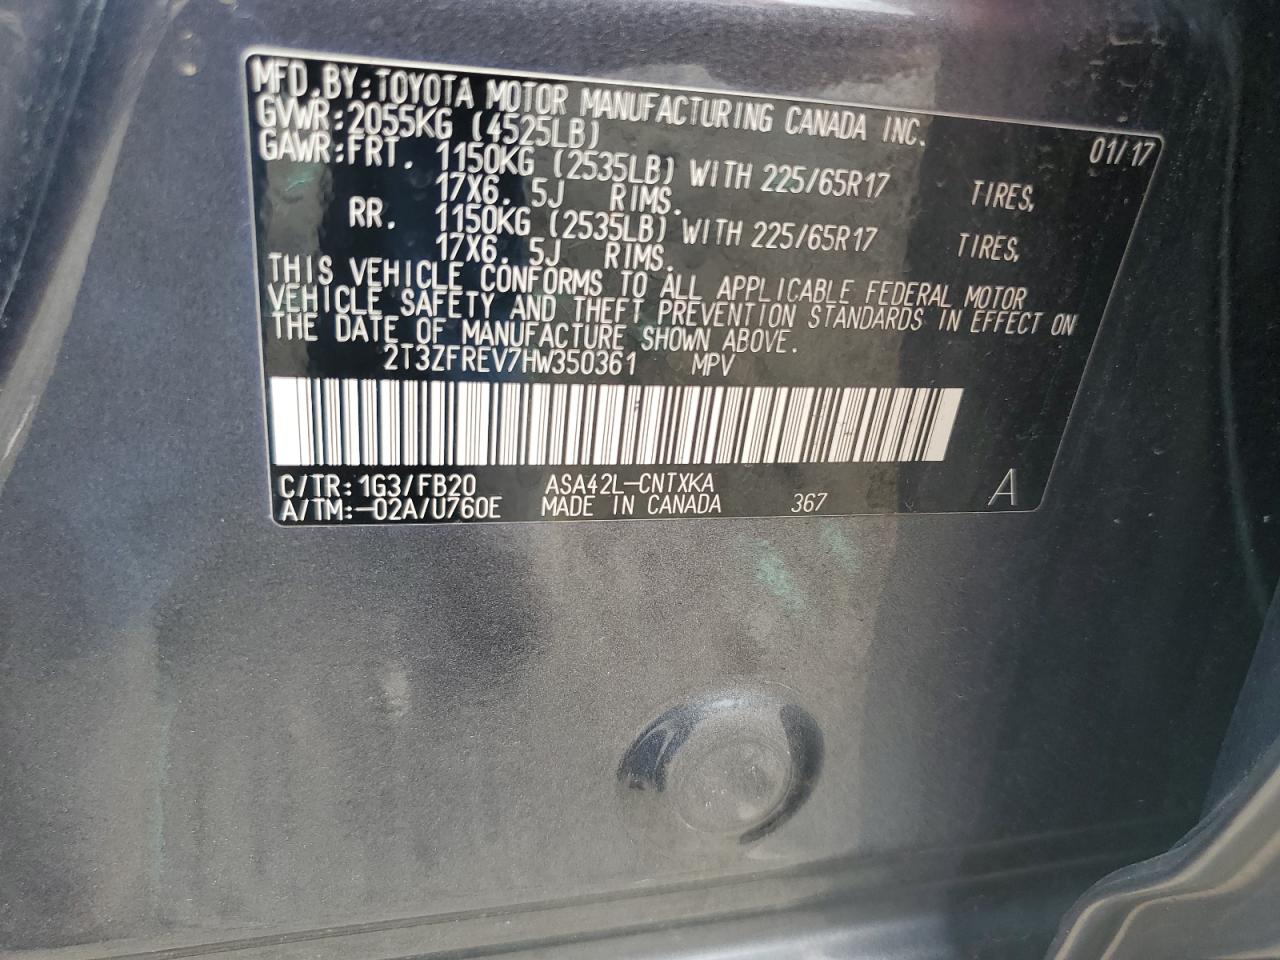 MFD.BY:TOYOTA MOTOR MANUFACTURING CANADA INC. 01/17
GVWR:2055KG (4525LB)
GAWR:FRT. 1150KG (2535LB) WITH 225/65R17 TIRES,
17X6.5J RIMS.
RR. 1150KG (2535LB) WITH 225/65R17 TIRES,
17X6.5J RIMS.
THIS VEHICLE CONFORMS TO ALL APPLICABLE FEDERAL MOTOR
VEHICLE SAFETY AND THEFT PREVENTION STANDARDS IN EFFECT ON
THE DATE OF MANUFACTURE SHOWN ABOVE.
2T3ZFREV7HW350361 MPV
C/TR:1G3/FB20 ASA42L-CNTXKA
A/TM:-02A/U760E MADE IN CANADA 367 A